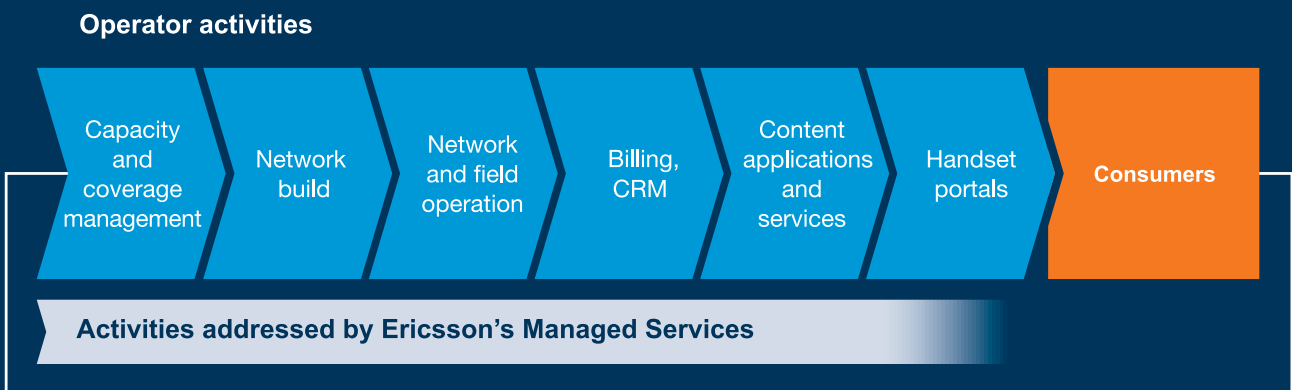 Operator activities
Capacity
and
coverage
management
Network
build
Network
and field
operation
Billing,
CRM
Content
applications
and
services
Handset
portals
Consumers
Activities addressed by Ericsson’s Managed Services